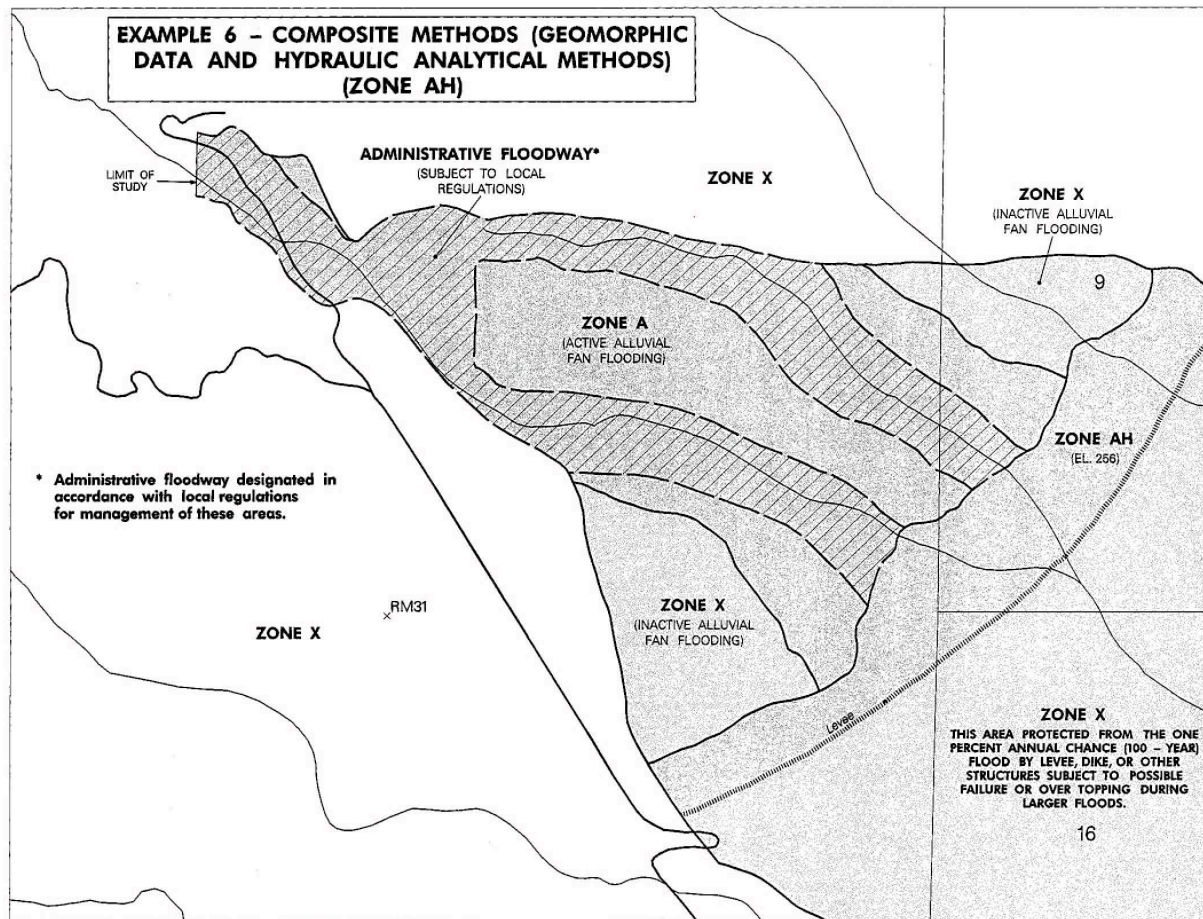 EXAMPLE 6 – COMPOSITE METHODS (GEOMORPHIC
DATA AND HYDRAULIC ANALYTICAL METHODS)
(ZONE AH)
LIMIT OF
STUDY
ADMINISTRATIVE FLOODWAY*
(SUBJECT TO LOCAL
REGULATIONS)
ZONE X
ZONE X
(INACTIVE ALLUVIAL
FAN FLOODING)
9
ZONE A
(ACTIVE ALLUVIAL
FAN FLOODING)
ZONE AH
(EL. 256)
* Administrative floodway designated in
accordance with local regulations
for management of these areas.
RM31
ZONE X
ZONE X
(INACTIVE ALLUVIAL
FAN FLOODING)
Levee
ZONE X
THIS AREA PROTECTED FROM THE ONE
PERCENT ANNUAL CHANCE (100 – YEAR)
FLOOD BY LEVEE, DIKE, OR OTHER
STRUCTURES SUBJECT TO POSSIBLE
FAILURE OR OVER TOPPING DURING
LARGER FLOODS.
16